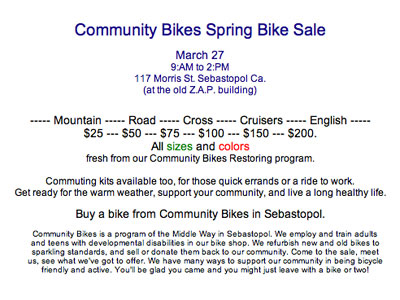 Community Bikes Spring Bike Sale
March 27
9:AM to 2:PM
117 Morris St. Sebastopol Ca.
(at the old Z.A.P. building)
----- Mountain ----- Road ----- Cross ----- Cruisers ----- English -----
$25 --- $50 --- $75 --- $100 --- $150 --- $200.
All sizes and colors
fresh from our Community Bikes Restoring program.
Commuting kits available too, for those quick errands or a ride to work.
Get ready for the warm weather, support your community, and live a long healthy life.
Buy a bike from Community Bikes in Sebastopol.
Community Bikes is a program of the Middle Way in Sebastopol. We employ and train adults
and teens with developmental disabilities in our bike shop. We refurbish new and old bikes to
sparkling standards, and sell or donate them back to our community. Come to the sale, meet
us, see what we've got to offer. We have many ways to support our community in being bicycle
friendly and active. You'll be glad you came and you might just leave with a bike or two!